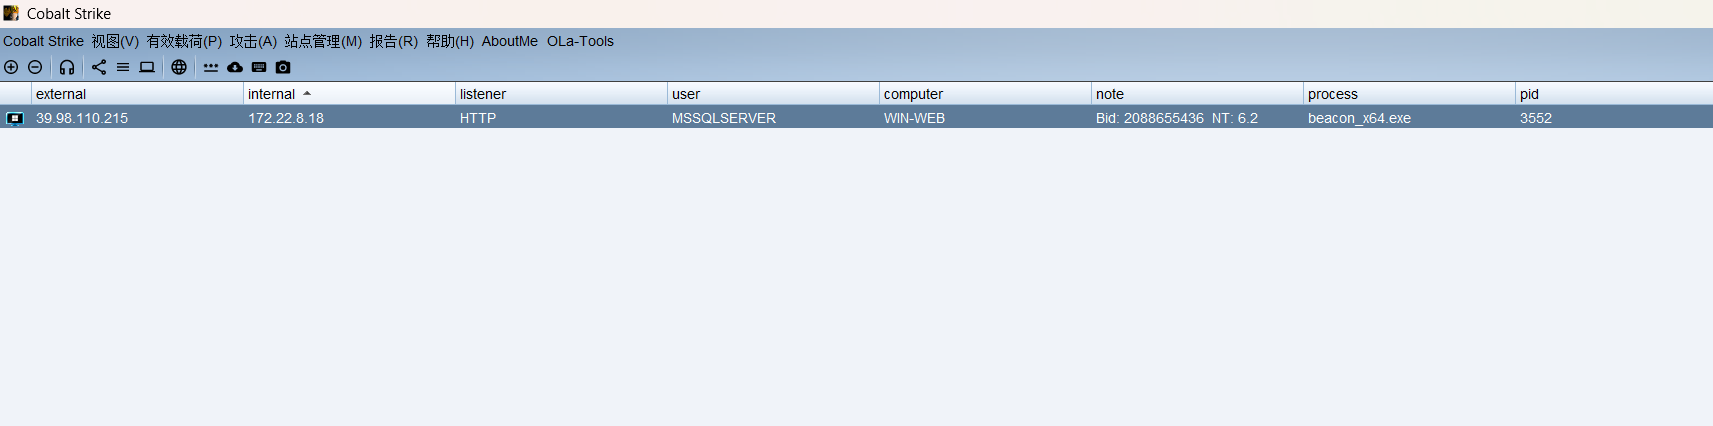 Cobalt Strike
Cobalt Strike 视图(V) 有效载荷(P) 攻击(A) 站点管理(M) 报告(R) 帮助(H) AboutMe OLa-Tools
external internal listener user computer note process pid
39.98.110.215 172.22.8.18 HTTP MSSQLSERVER WIN-WEB Bid: 2088655436 NT: 6.2 beacon_x64.exe 3552